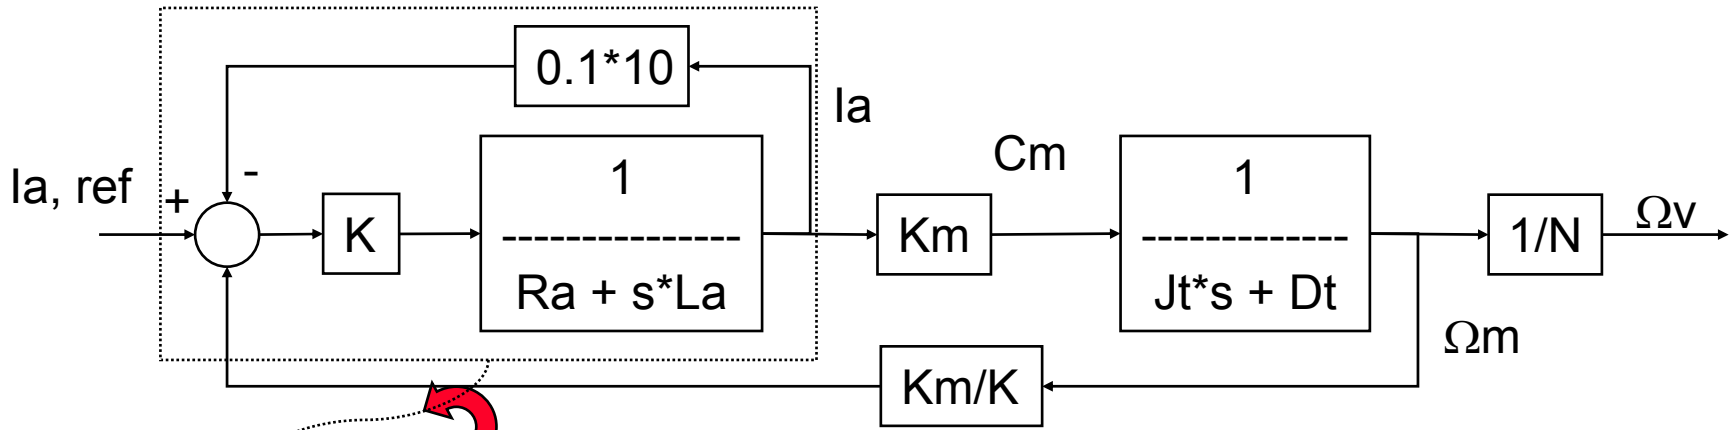 0.1*10
Ia
Ia, ref
+
-
K
1
---------------
Ra + s*La
Km
Cm
1
-------------
Jt*s + Dt
1/N
Ωv
Ωm
Km/K